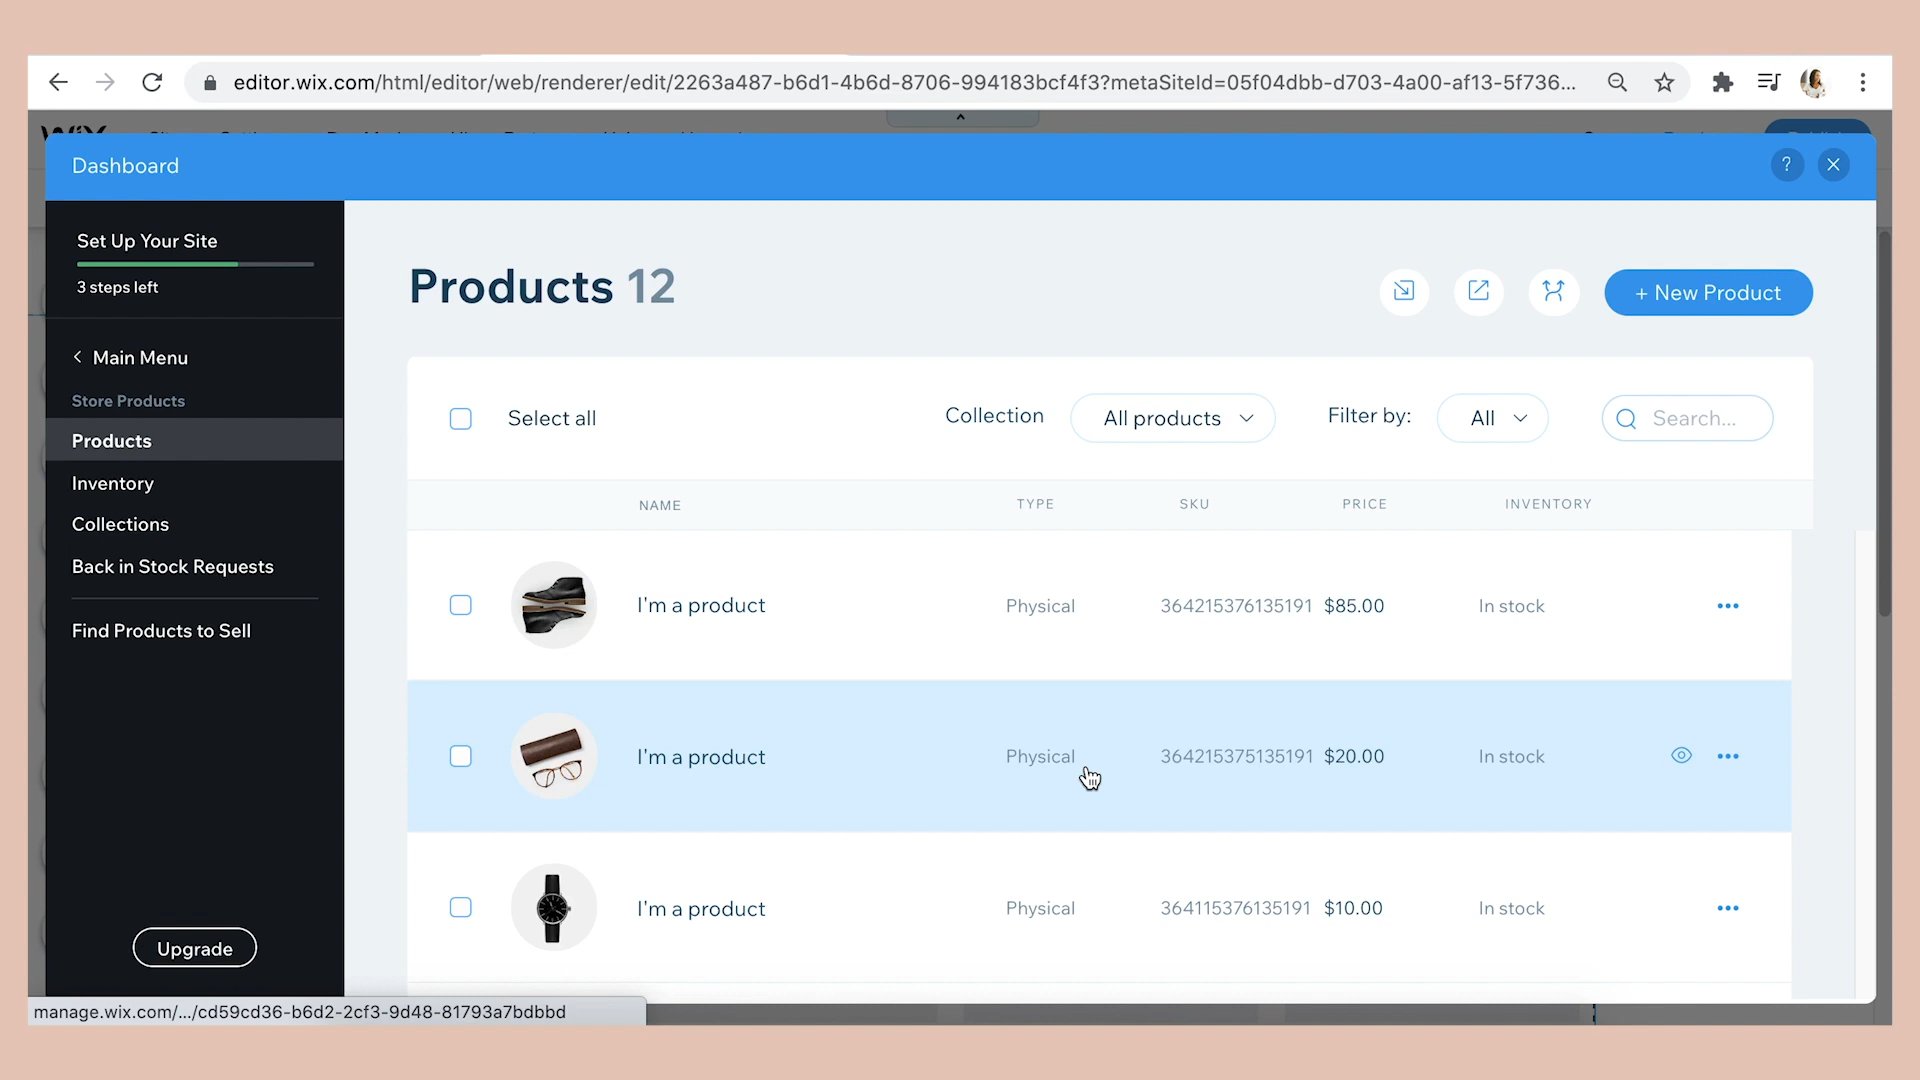 editor.wix.com/html/editor/web/renderer/edit/2263a487-b6d1-4b6d-8706-994183bcf4f3?metaSiteId=05f04dbb-d703-4a00-af13-5f736...
Dashboard
?
Set Up Your Site
3 steps left
Main Menu
Store Products
Products
Inventory
Collections
Back in Stock Requests
Find Products to Sell
Upgrade
Products 12
+ New Product
Select all
Collection
All products
Filter by:
All
Search...
NAME TYPE SKU PRICE INVENTORY
I'm a product Physical 364215376135191 $85.00 In stock
I'm a product Physical 364215375135191 $20.00 In stock
I'm a product Physical 364115376135191 $10.00 In stock
manage.wix.com/.../cd59cd36-b6d2-2cf3-9d48-81793a7bdbbd